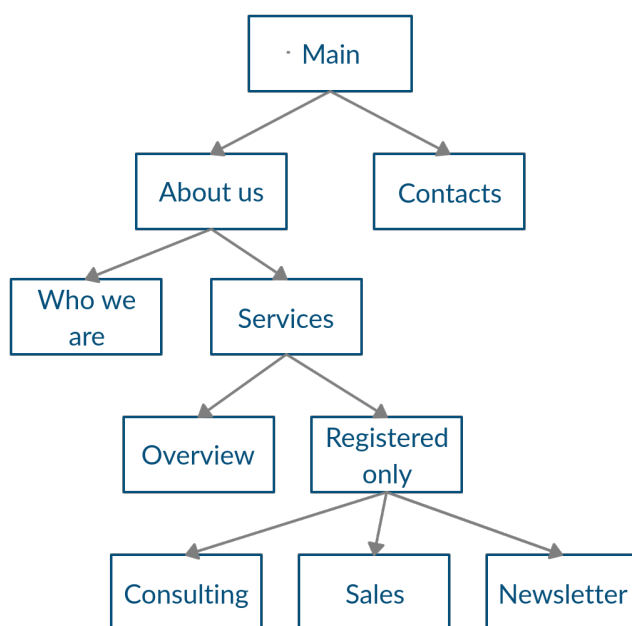 Main
About us
Contacts
Who we
are
Services
Overview
Registered
only
Consulting
Sales
Newsletter